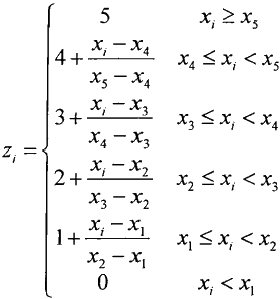 z_i = { 5   x_i ≥ x_5
4 + (x_i − x_4)/(x_5 − x_4)   x_4 ≤ x_i < x_5
3 + (x_i − x_3)/(x_4 − x_3)   x_3 ≤ x_i < x_4
2 + (x_i − x_2)/(x_3 − x_2)   x_2 ≤ x_i < x_3
1 + (x_i − x_1)/(x_2 − x_1)   x_1 ≤ x_i < x_2
0   x_i < x_1